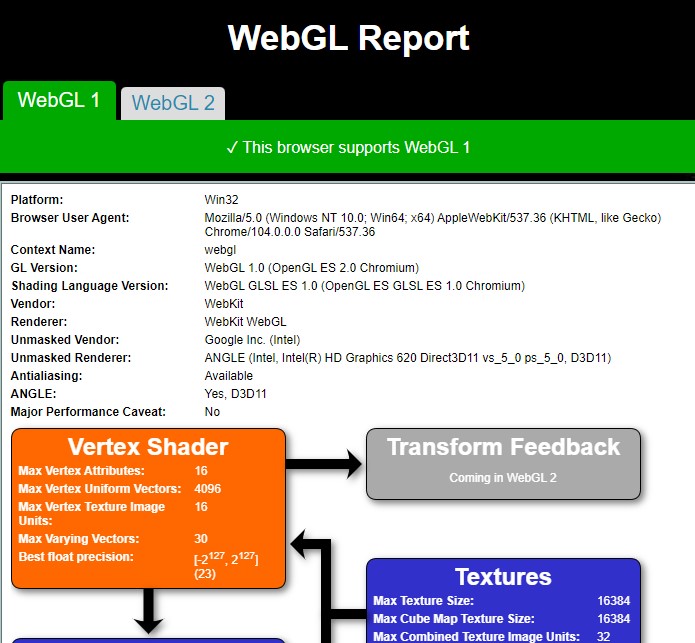 WebGL Report
WebGL 1
WebGL 2
✓ This browser supports WebGL 1
Platform: Win32
Browser User Agent: Mozilla/5.0 (Windows NT 10.0; Win64; x64) AppleWebKit/537.36 (KHTML, like Gecko)
Chrome/104.0.0.0 Safari/537.36
Context Name: webgl
GL Version: WebGL 1.0 (OpenGL ES 2.0 Chromium)
Shading Language Version: WebGL GLSL ES 1.0 (OpenGL ES GLSL ES 1.0 Chromium)
Vendor: WebKit
Renderer: WebKit WebGL
Unmasked Vendor: Google Inc. (Intel)
Unmasked Renderer: ANGLE (Intel, Intel(R) HD Graphics 620 Direct3D11 vs_5_0 ps_5_0, D3D11)
Antialiasing: Available
ANGLE: Yes, D3D11
Major Performance Caveat: No
Vertex Shader
Max Vertex Attributes: 16
Max Vertex Uniform Vectors: 4096
Max Vertex Texture Image 16
Units:
Max Varying Vectors: 30
Best float precision: [-2¹²⁷, 2¹²⁷]
(23)
Transform Feedback
Coming in WebGL 2
Textures
Max Texture Size: 16384
Max Cube Map Texture Size: 16384
Max Combined Texture Image Units: 32